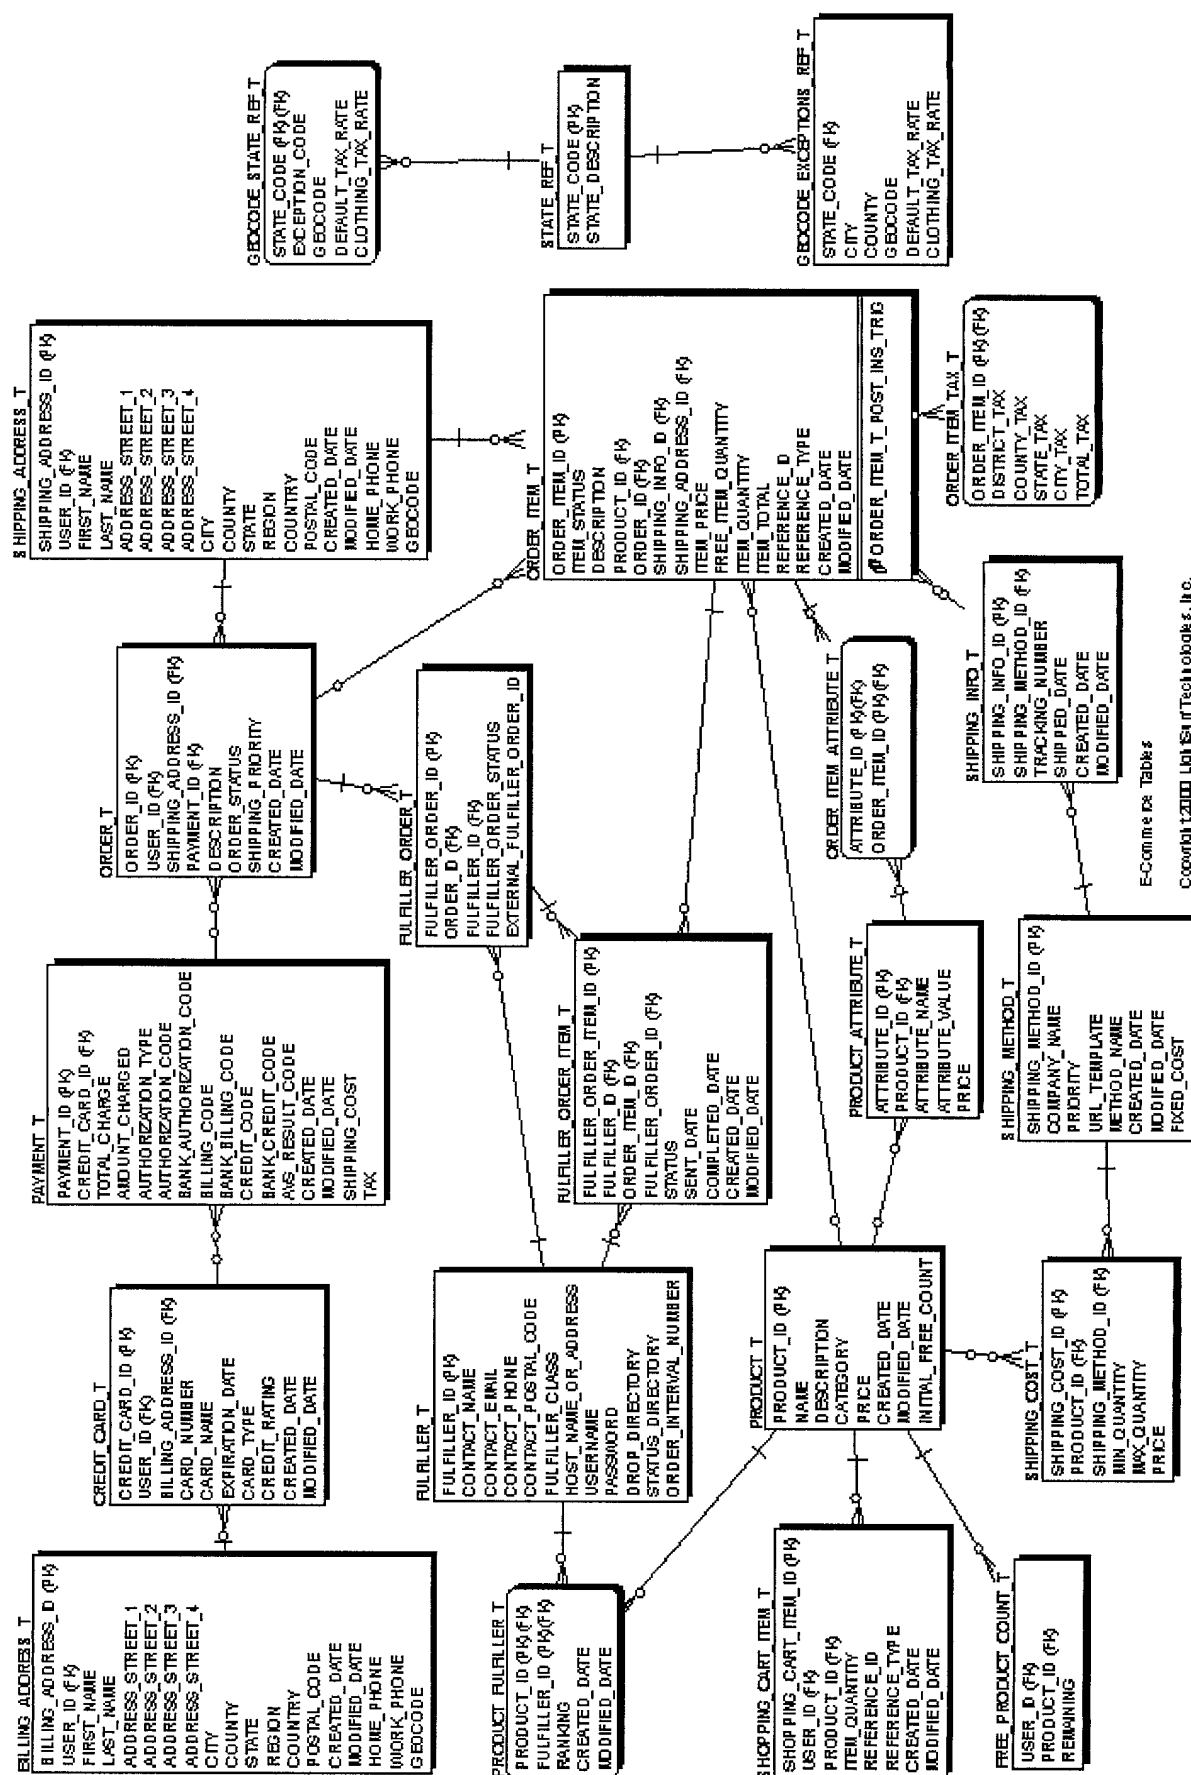 BILLING_ADDRESS_T
BILLING_ADDRESS_ID (PK)
USER_ID (FK)
FIRST_NAME
LAST_NAME
ADDRESS_STREET_1
ADDRESS_STREET_2
ADDRESS_STREET_3
ADDRESS_STREET_4
CITY
COUNTY
STATE
REGION
COUNTRY
POSTAL_CODE
CREATED_DATE
MODIFIED_DATE
HOME_PHONE
WORK_PHONE
GEOCODE
CREDIT_CARD_T
CREDIT_CARD_ID (PK)
USER_ID (FK)
BILLING_ADDRESS_ID (FK)
CARD_NUMBER
CARD_NAME
EXPIRATION_DATE
CARD_TYPE
CREDIT_RATING
CREATED_DATE
MODIFIED_DATE
PAYMENT_T
PAYMENT_ID (PK)
CREDIT_CARD_ID (FK)
TOTAL_CHARGE
AMOUNT_CHARGED
AUTHORIZATION_TYPE
AUTHORIZATION_CODE
BANK_AUTHORIZATION_CODE
BILLING_CODE
BANK_BILLING_CODE
CREDIT_CODE
BANK_CREDIT_CODE
AVS_RESULT_CODE
CREATED_DATE
MODIFIED_DATE
SHIPPING_COST
TAX
ORDER_T
ORDER_ID (PK)
USER_ID (FK)
SHIPPING_ADDRESS_ID (FK)
PAYMENT_ID (FK)
DESCRIPTION
ORDER_STATUS
SHIPPING_PRIORITY
CREATED_DATE
MODIFIED_DATE
SHIPPING_ADDRESS_T
SHIPPING_ADDRESS_ID (PK)
USER_ID (FK)
FIRST_NAME
LAST_NAME
ADDRESS_STREET_1
ADDRESS_STREET_2
ADDRESS_STREET_3
ADDRESS_STREET_4
CITY
COUNTY
STATE
REGION
COUNTRY
POSTAL_CODE
CREATED_DATE
MODIFIED_DATE
HOME_PHONE
WORK_PHONE
GEOCODE
GEOCODE_STATE_REF_T
STATE_CODE (PK)(FK)
EXCEPTION_CODE
GEOCODE
DEFAULT_TAX_RATE
CLOTHING_TAX_RATE
PRODUCT_FULFILLER_T
PRODUCT_ID (PK)(FK)
FULFILLER_ID (PK)(FK)
RANKING
CREATED_DATE
MODIFIED_DATE
FULFILLER_T
FULFILLER_ID (PK)
CONTACT_NAME
CONTACT_EMAIL
CONTACT_PHONE
CONTACT_POSTAL_CODE
FULFILLER_CLASS
HOST_NAME_OR_ADDRESS
USERNAME
PASSWORD
DROP_DIRECTORY
STATUS_DIRECTORY
ORDER_INTERVAL_NUMBER
FULFILLER_ORDER_T
FULFILLER_ORDER_ID (PK)
ORDER_ID (FK)
FULFILLER_ID (FK)
FULFILLER_ORDER_STATUS
EXTERNAL_FULFILLER_ORDER_ID
FULFILLER_ORDER_ITEM_T
FULFILLER_ORDER_ITEM_ID (PK)
FULFILLER_ID (FK)
ORDER_ITEM_ID (FK)
FULFILLER_ORDER_ID (FK)
STATUS
SENT_DATE
COMPLETED_DATE
CREATED_DATE
MODIFIED_DATE
ORDER_ITEM_T
ORDER_ITEM_ID (PK)
ITEM_STATUS
DESCRIPTION
PRODUCT_ID (FK)
ORDER_ID (FK)
SHIPPING_INFO_ID (FK)
SHIPPING_ADDRESS_ID (FK)
ITEM_PRICE
FREE_ITEM_QUANTITY
ITEM_QUANTITY
ITEM_TOTAL
REFERENCE_ID
REFERENCE_TYPE
CREATED_DATE
MODIFIED_DATE
ORDER_ITEM_T_POST_INS_TRIG
STATE_REF_T
STATE_CODE (PK)
STATE_DESCRIPTION
SHOPPING_CART_ITEM_T
SHOPPING_CART_ITEM_ID (PK)
USER_ID (FK)
PRODUCT_ID (FK)
ITEM_QUANTITY
REFERENCE_ID
REFERENCE_TYPE
CREATED_DATE
MODIFIED_DATE
PRODUCT_T
PRODUCT_ID (PK)
NAME
DESCRIPTION
CATEGORY
PRICE
CREATED_DATE
MODIFIED_DATE
INITIAL_FREE_COUNT
PRODUCT_ATTRIBUTE_T
ATTRIBUTE_ID (PK)
PRODUCT_ID (FK)
ATTRIBUTE_NAME
ATTRIBUTE_VALUE
PRICE
ORDER_ITEM_ATTRIBUTE_T
ATTRIBUTE_ID (PK)(FK)
ORDER_ITEM_ID (PK)(FK)
GEOCODE_EXCEPTIONS_REF_T
STATE_CODE (FK)
CITY
COUNTY
GEOCODE
DEFAULT_TAX_RATE
CLOTHING_TAX_RATE
FREE_PRODUCT_COUNT_T
USER_ID (FK)
PRODUCT_ID (FK)
REMAINING
SHIPPING_COST_T
SHIPPING_COST_ID (PK)
PRODUCT_ID (FK)
SHIPPING_METHOD_ID (FK)
MIN_QUANTITY
MAX_QUANTITY
PRICE
SHIPPING_METHOD_T
SHIPPING_METHOD_ID (PK)
COMPANY_NAME
PRIORITY
URL_TEMPLATE
METHOD_NAME
CREATED_DATE
MODIFIED_DATE
FIXED_COST
SHIPPING_INFO_T
SHIPPING_INFO_ID (PK)
SHIPPING_METHOD_ID (FK)
TRACKING_NUMBER
SHIPPED_DATE
CREATED_DATE
MODIFIED_DATE
ORDER_ITEM_TAX_T
ORDER_ITEM_ID (PK)(FK)
DISTRICT_TAX
COUNTY_TAX
STATE_TAX
CITY_TAX
TOTAL_TAX
E-Commerce Tables
Copyright 2000 LightSurf Technologies, Inc.